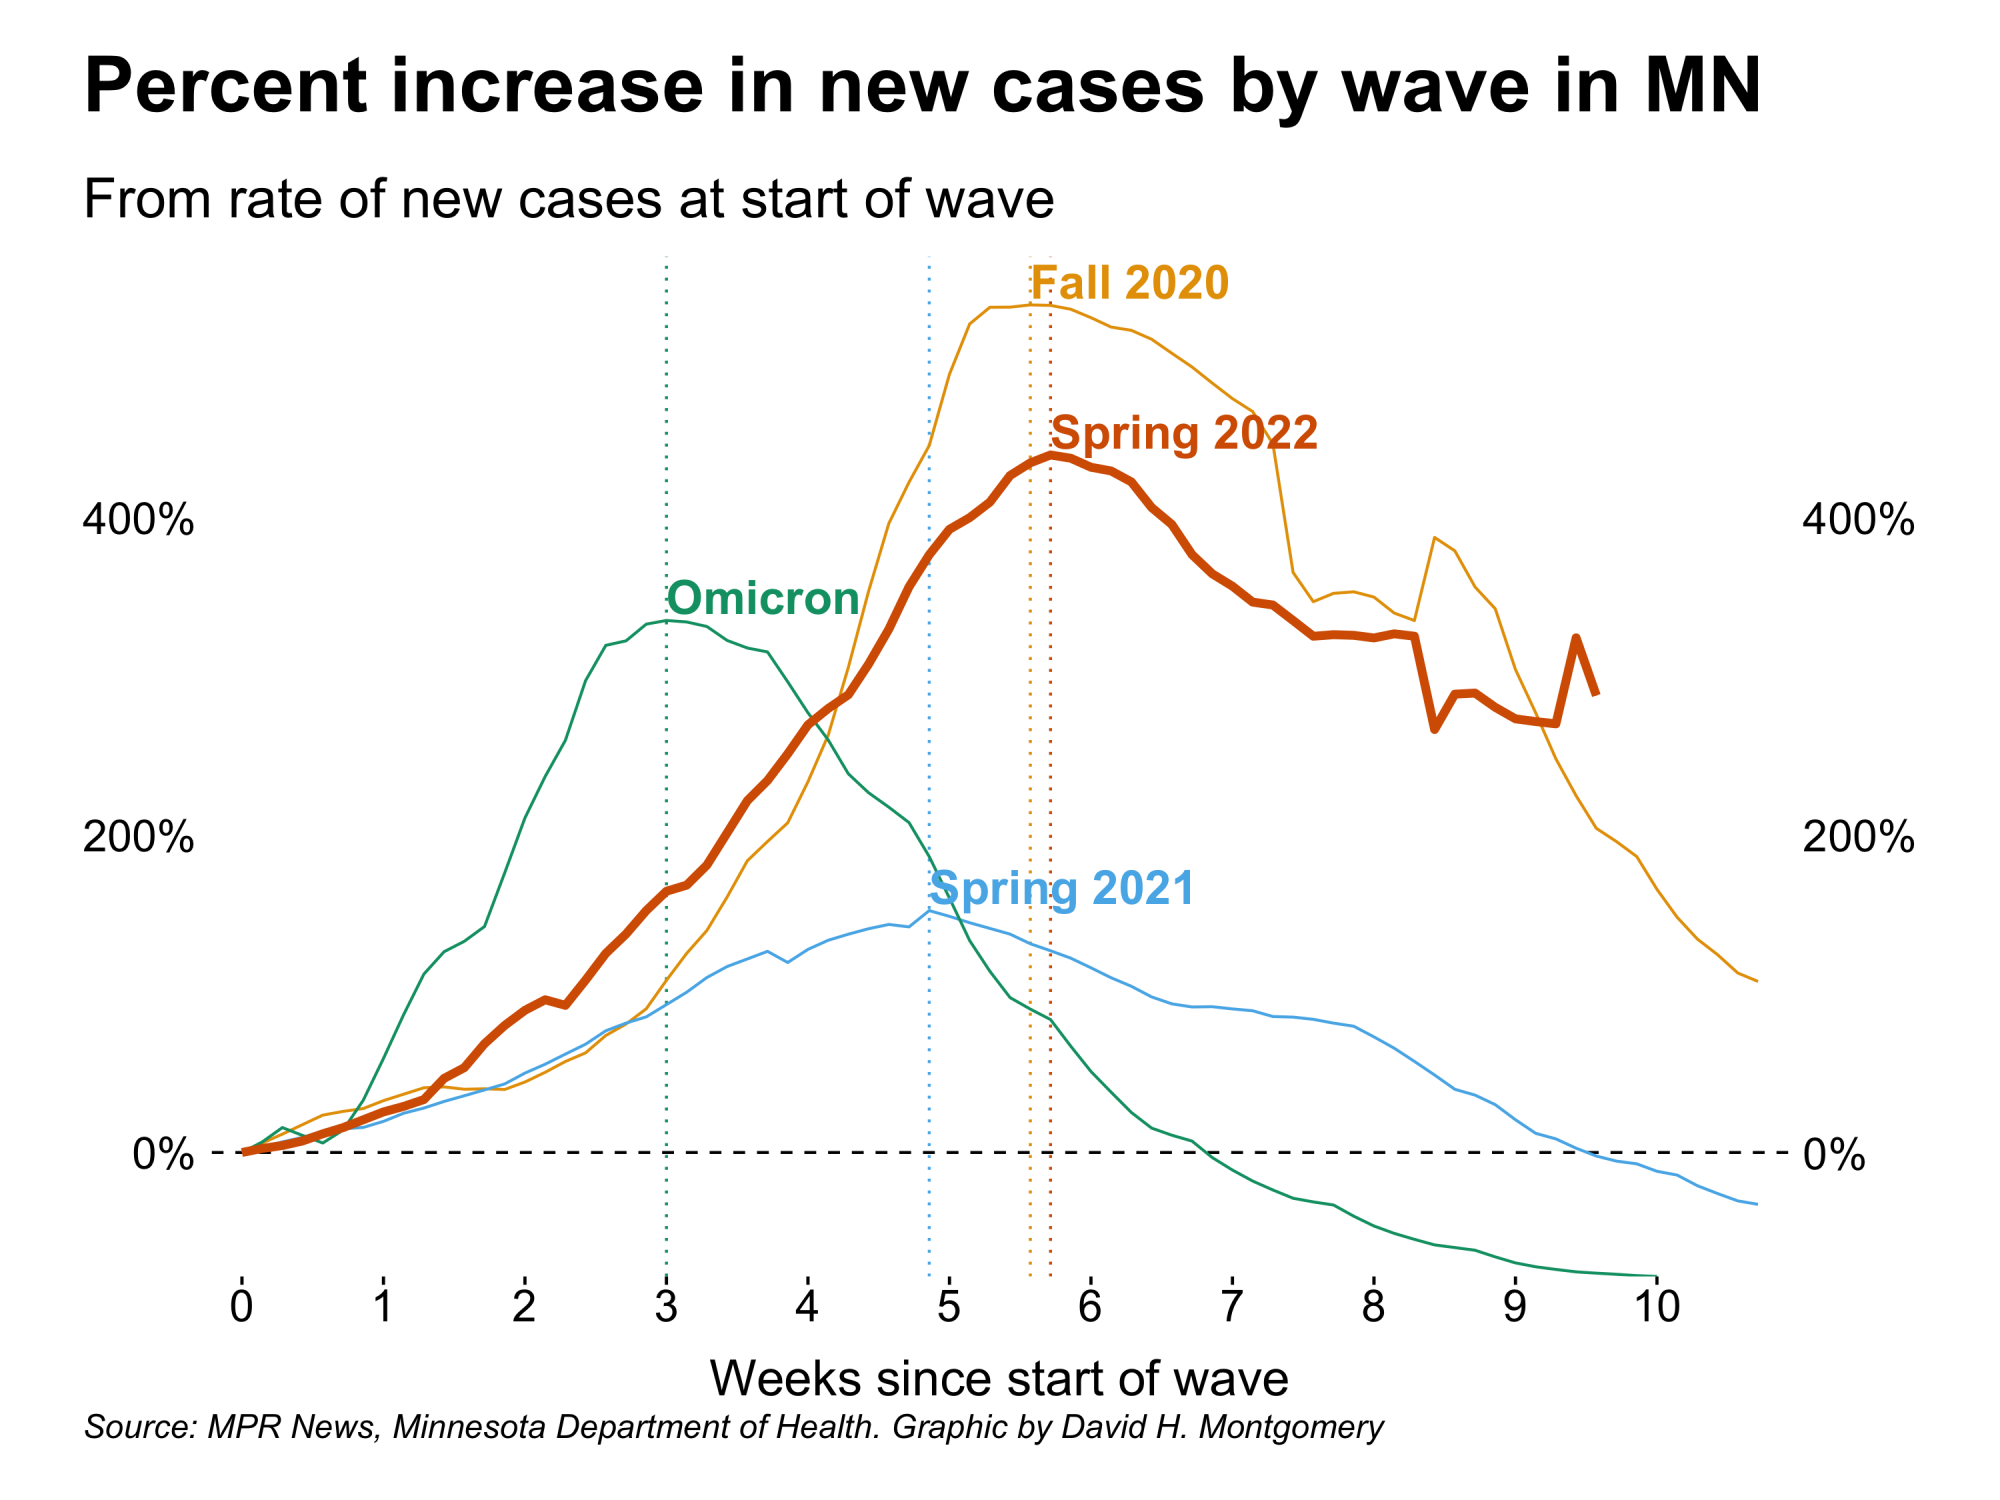 Percent increase in new cases by wave in MN
From rate of new cases at start of wave
Fall 2020
Spring 2022
400% 400%
Omicron
200% 200%
Spring 2021
0% 0%
0 1 2 3 4 5 6 7 8 9 10
Weeks since start of wave
Source: MPR News, Minnesota Department of Health. Graphic by David H. Montgomery